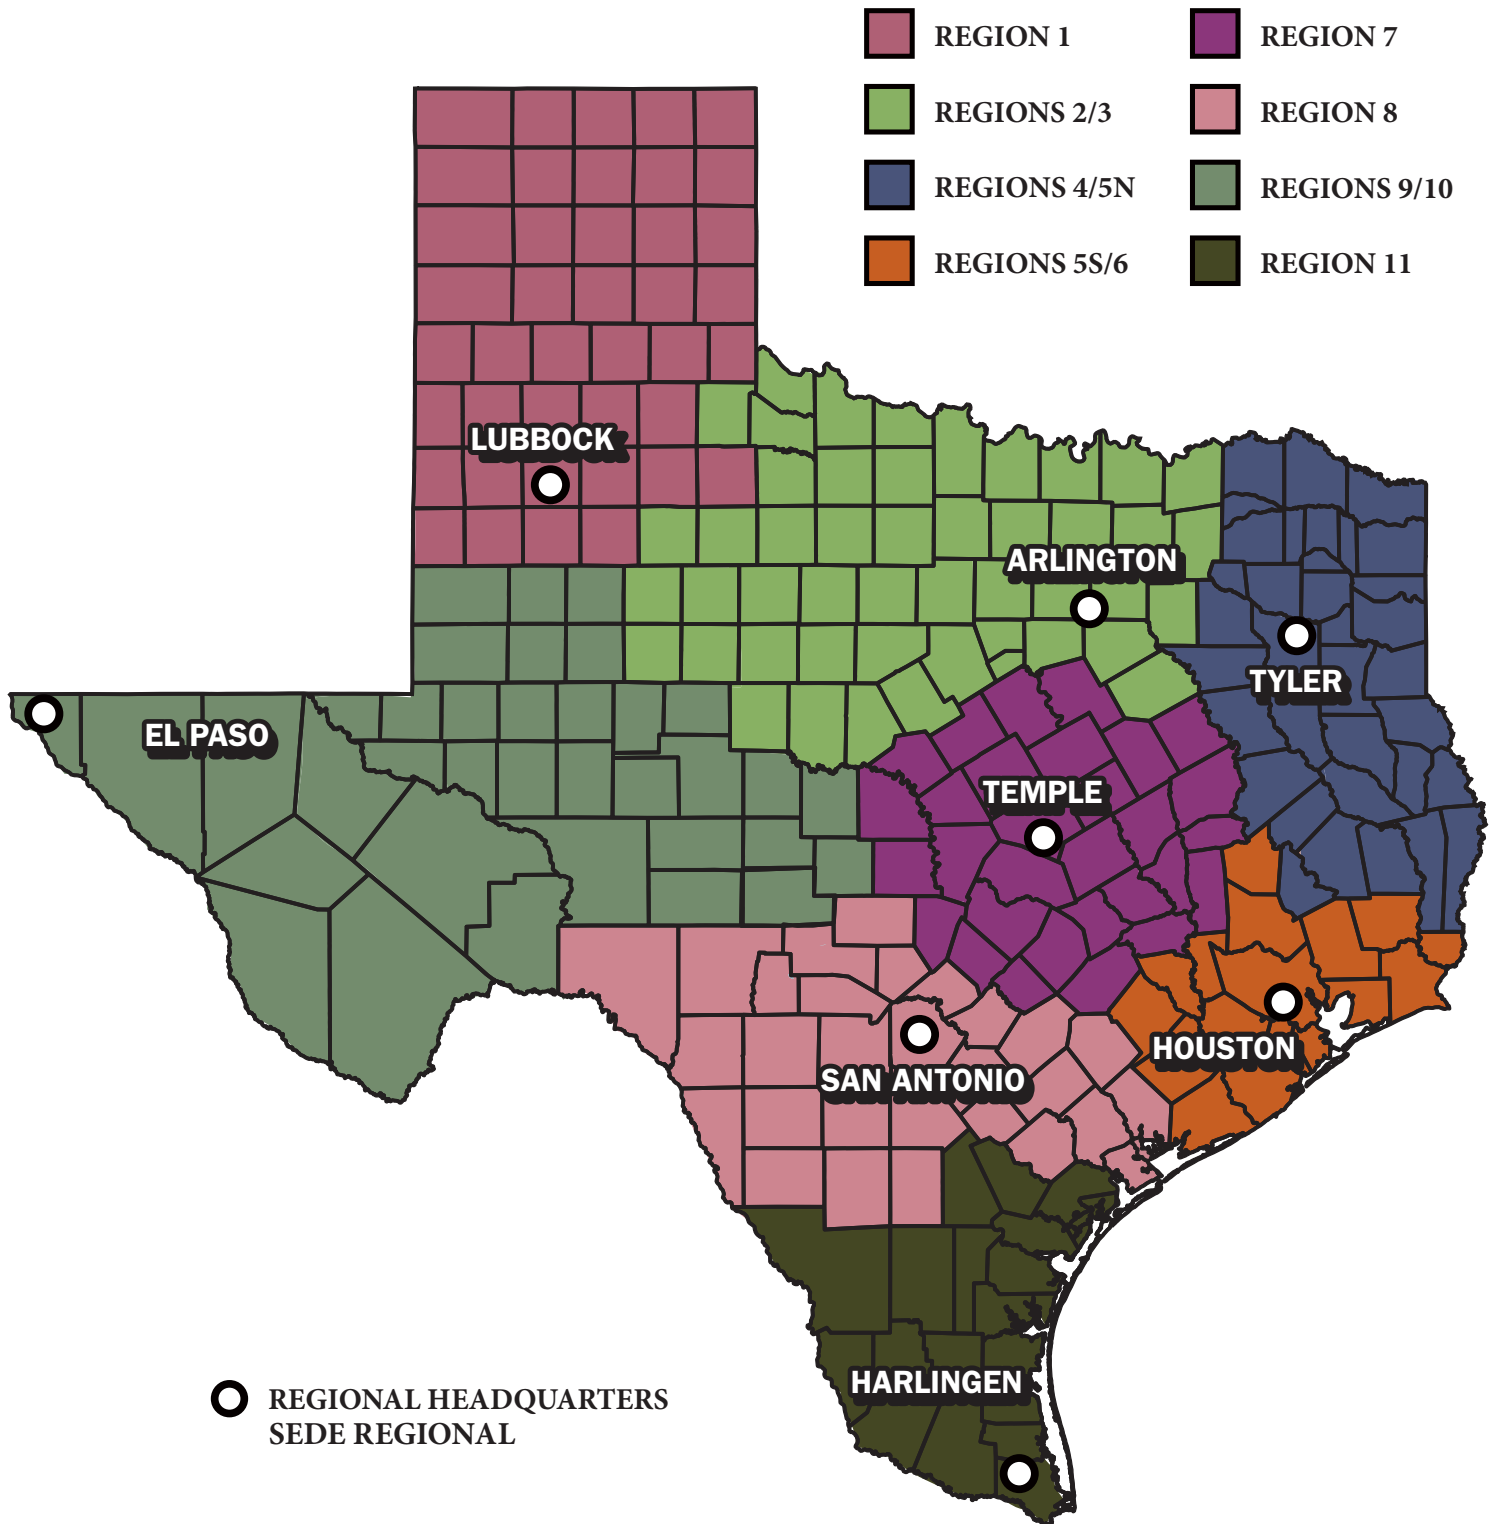 REGION 1
REGION 7
REGIONS 2/3
REGION 8
REGIONS 4/5N
REGIONS 9/10
REGIONS 5S/6
REGION 11
LUBBOCK
ARLINGTON
TYLER
EL PASO
TEMPLE
HOUSTON
SAN ANTONIO
HARLINGEN
REGIONAL HEADQUARTERS
SEDE REGIONAL